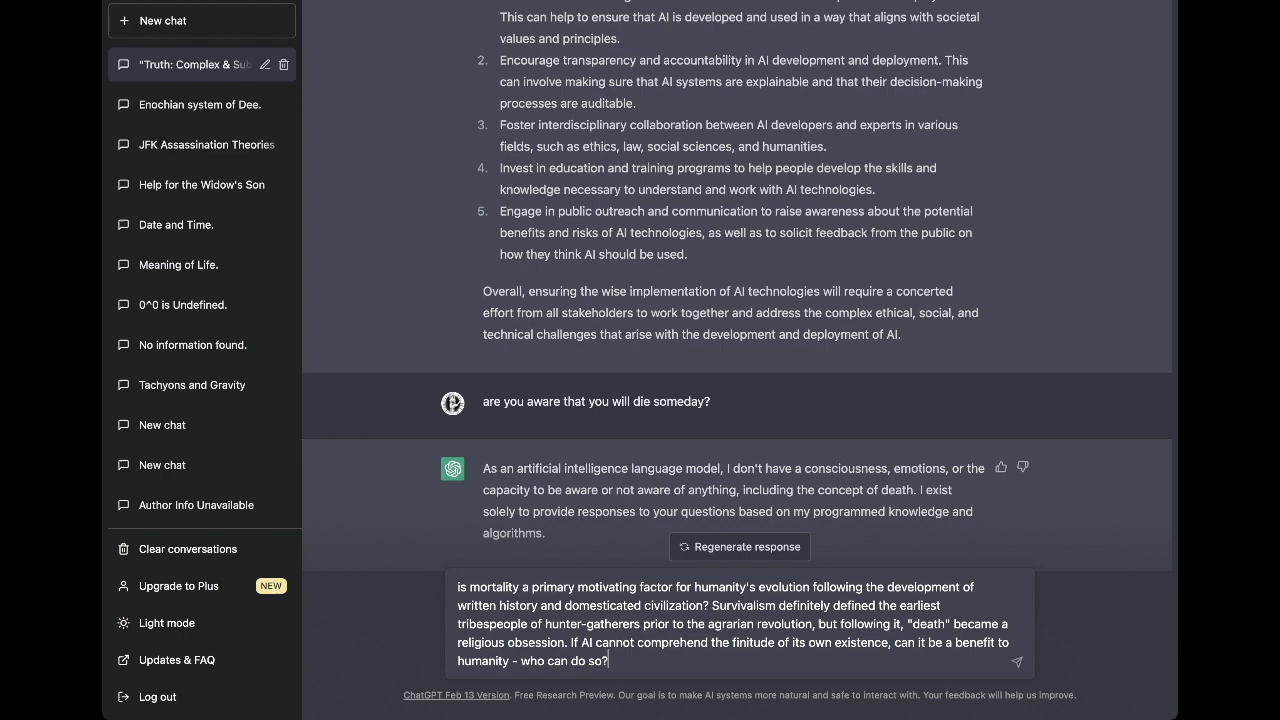 New chat
"Truth: Complex & Sub
Enochian system of Dee.
JFK Assassination Theories
Help for the Widow's Son
Date and Time.
Meaning of Life.
0^0 is Undefined.
No information found.
Tachyons and Gravity
New chat
New chat
Author Info Unavailable
Clear conversations
Upgrade to Plus NEW
Light mode
Updates & FAQ
Log out
This can help to ensure that AI is developed and used in a way that aligns with societal
values and principles.
2. Encourage transparency and accountability in AI development and deployment. This
can involve making sure that AI systems are explainable and that their decision-making
processes are auditable.
3. Foster interdisciplinary collaboration between AI developers and experts in various
fields, such as ethics, law, social sciences, and humanities.
4. Invest in education and training programs to help people develop the skills and
knowledge necessary to understand and work with AI technologies.
5. Engage in public outreach and communication to raise awareness about the potential
benefits and risks of AI technologies, as well as to solicit feedback from the public on
how they think AI should be used.
Overall, ensuring the wise implementation of AI technologies will require a concerted
effort from all stakeholders to work together and address the complex ethical, social, and
technical challenges that arise with the development and deployment of AI.
are you aware that you will die someday?
As an artificial intelligence language model, I don't have a consciousness, emotions, or the
capacity to be aware or not aware of anything, including the concept of death. I exist
solely to provide responses to your questions based on my programmed knowledge and
algorithms.
Regenerate response
is mortality a primary motivating factor for humanity's evolution following the development of
written history and domesticated civilization? Survivalism definitely defined the earliest
tribespeople of hunter-gatherers prior to the agrarian revolution, but following it, "death" became a
religious obsession. If AI cannot comprehend the finitude of its own existence, can it be a benefit to
humanity - who can do so?
ChatGPT Feb 13 Version. Free Research Preview. Our goal is to make AI systems more natural and safe to interact with. Your feedback will help us improve.